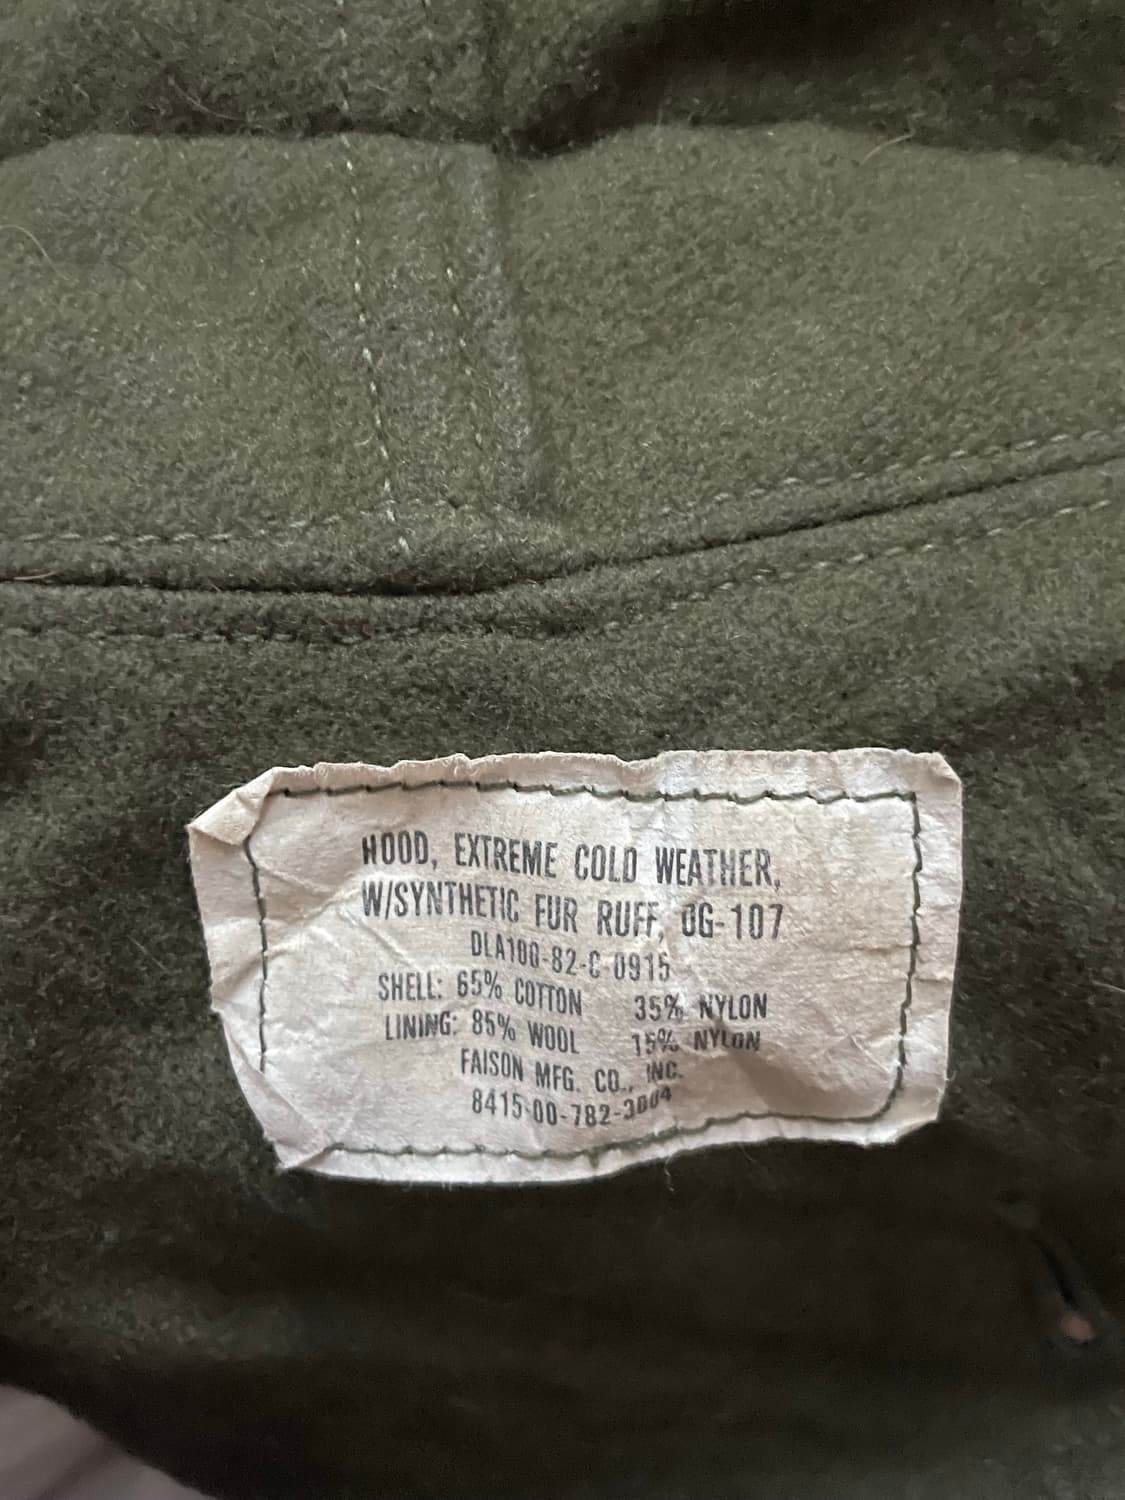 HOOD, EXTREME COLD WEATHER,
W/SYNTHETIC FUR RUFF, OG-107
DLA100-82-C-0915
SHELL: 65% COTTON 35% NYLON
LINING: 85% WOOL 15% NYLON
FAISON MFG. CO., INC.
8415-00-782-3004